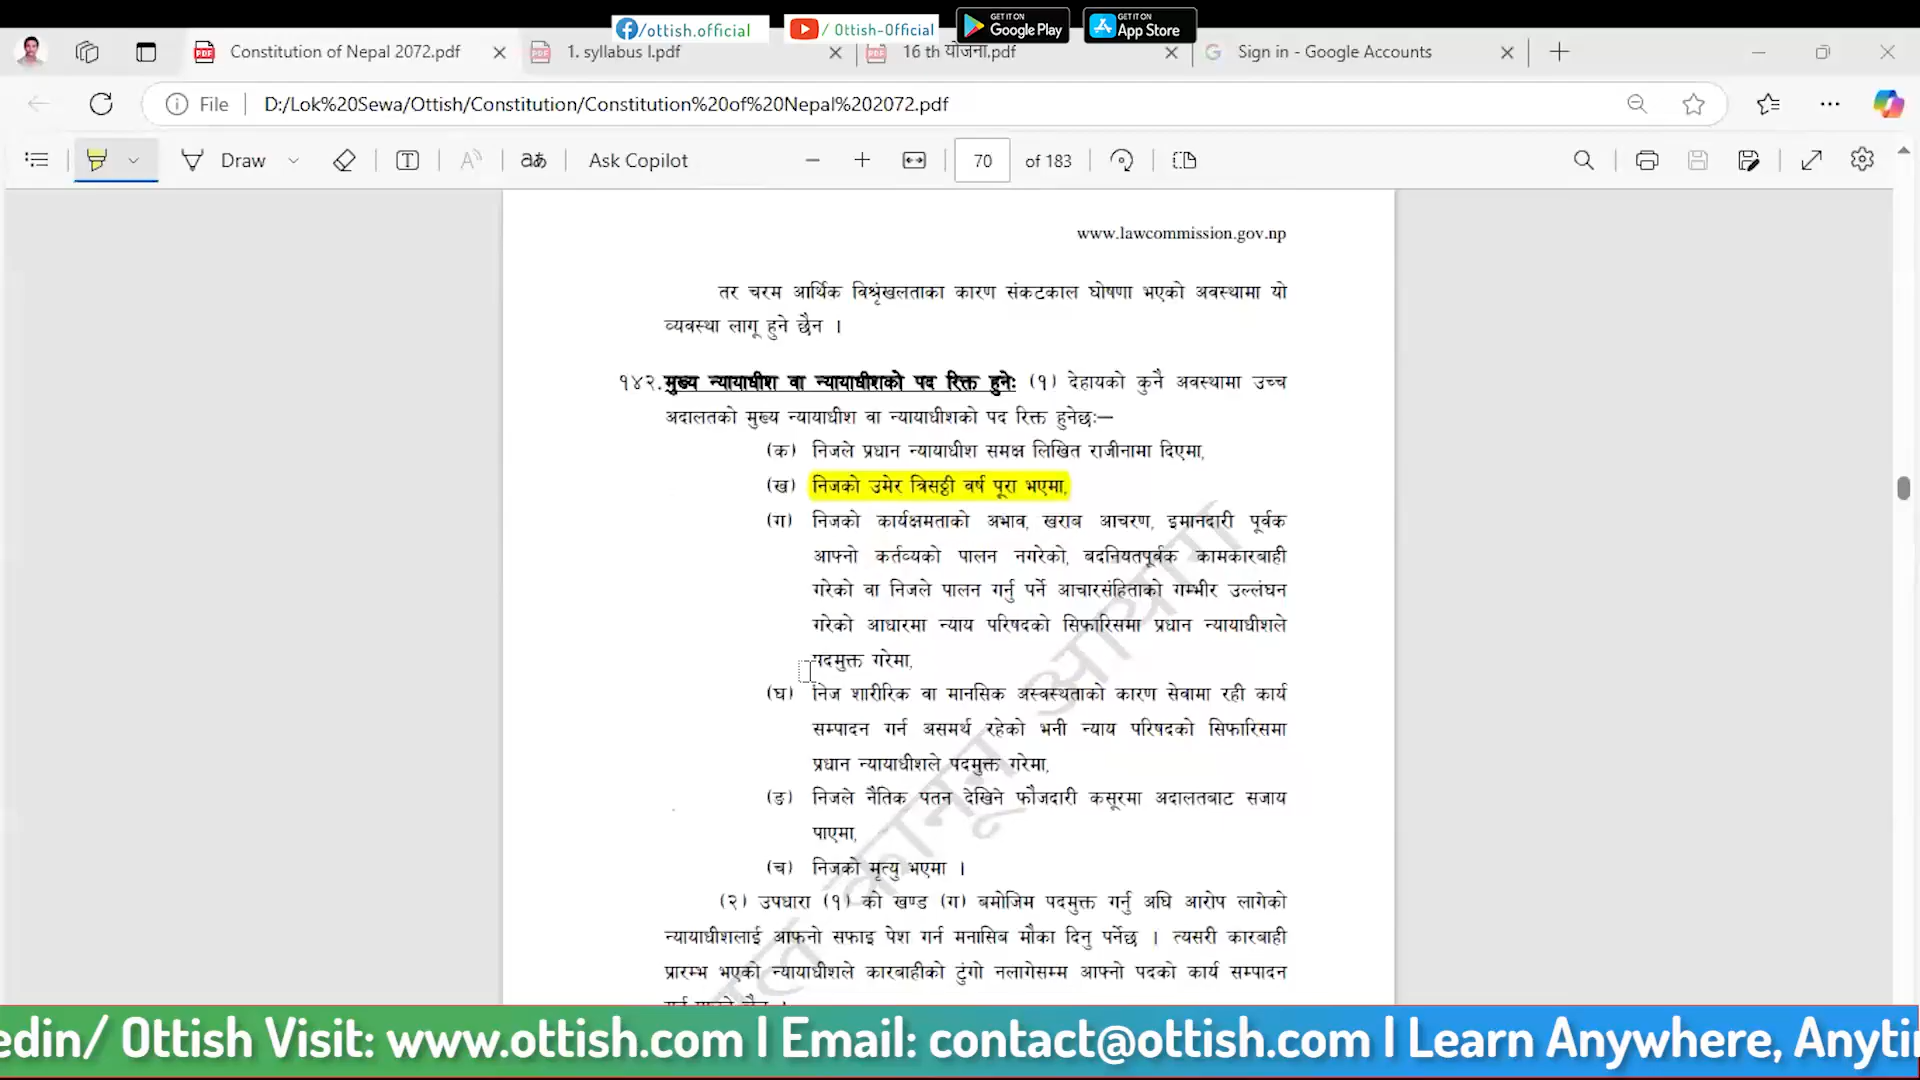 /ottish.official
/ Ottish-Official
GET IT ON Google Play
GET IT ON App Store
Constitution of Nepal 2072.pdf
1. syllabus I.pdf
16 th योजना.pdf
Sign in - Google Accounts
File
D:/Lok%20Sewa/Ottish/Constitution/Constitution%20of%20Nepal%202072.pdf
Draw
Ask Copilot
70 of 183
www.lawcommission.gov.np
तर चरम आर्थिक विश्रृंखलताका कारण संकटकाल घोषणा भएको अवस्थामा यो
व्यवस्था लागू हुने छैन ।
१४२. मुख्य न्यायाधीश वा न्यायाधीशको पद रिक्त हुनेः (१) देहायको कुनै अवस्थामा उच्च
अदालतको मुख्य न्यायाधीश वा न्यायाधीशको पद रिक्त हुनेछः–
(क) निजले प्रधान न्यायाधीश समक्ष लिखित राजीनामा दिएमा,
(ख) निजको उमेर त्रिसठ्ठी वर्ष पूरा भएमा,
(ग) निजको कार्यक्षमताको अभाव, खराब आचरण, इमानदारी पूर्वक
आफ्नो कर्तव्यको पालन नगरेको, बदनियतपूर्वक कामकारबाही
गरेको वा निजले पालन गर्नु पर्ने आचारसंहिताको गम्भीर उल्लंघन
गरेको आधारमा न्याय परिषदको सिफारिसमा प्रधान न्यायाधीशले
पदमुक्त गरेमा,
(घ) निज शारीरिक वा मानसिक अस्वस्थताको कारण सेवामा रही कार्य
सम्पादन गर्न असमर्थ रहेको भनी न्याय परिषदको सिफारिसमा
प्रधान न्यायाधीशले पदमुक्त गरेमा,
(ङ) निजले नैतिक पतन देखिने फौजदारी कसूरमा अदालतबाट सजाय
पाएमा,
(च) निजको मृत्यु भएमा ।
(२) उपधारा (१) को खण्ड (ग) बमोजिम पदमुक्त गर्नु अघि आरोप लागेको
न्यायाधीशलाई आफ्नो सफाइ पेश गर्न मनासिब मौका दिनु पर्नेछ । त्यसरी कारबाही
प्रारम्भ भएको न्यायाधीशले कारबाहीको टुंगो नलागेसम्म आफ्नो पदको कार्य सम्पादन
कानून आयोग
edin/ Ottish Visit: www.ottish.com | Email: contact@ottish.com | Learn Anywhere, Anyti